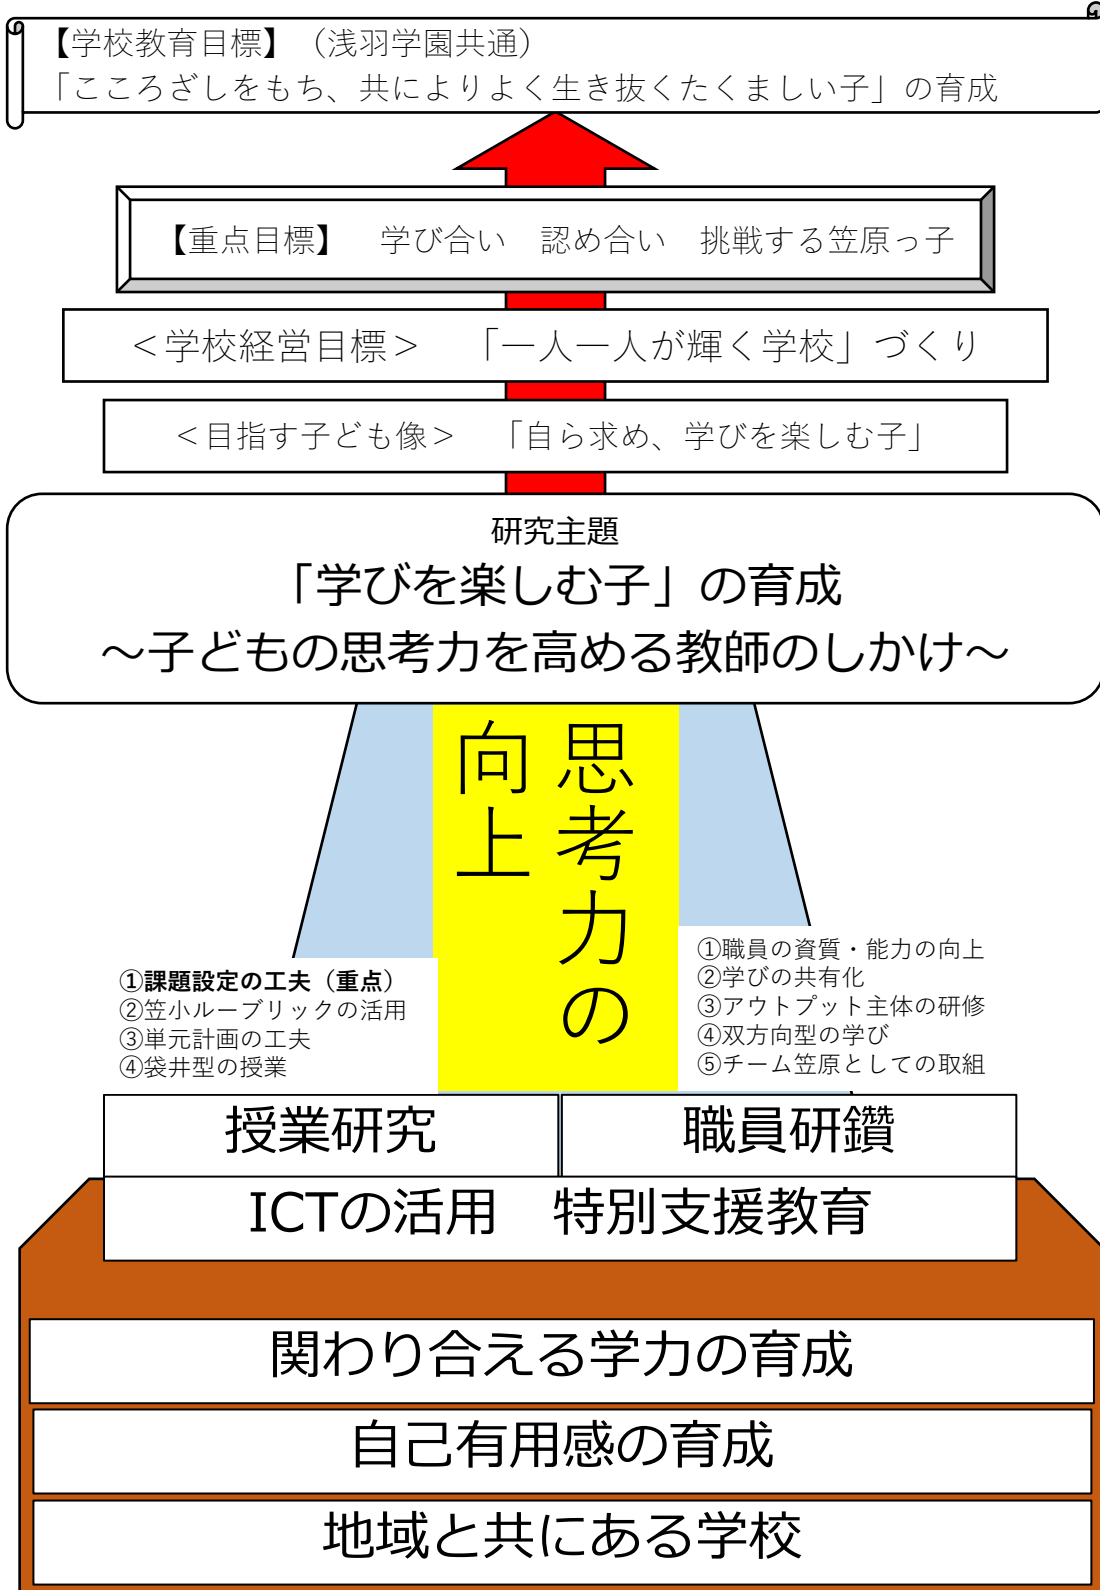 【学校教育目標】（浅羽学園共通）
「こころざしをもち、共によりよく生き抜くたくましい子」の育成
【重点目標】　学び合い　認め合い　挑戦する笠原っ子
＜学校経営目標＞　「一人一人が輝く学校」づくり
＜目指す子ども像＞　「自ら求め、学びを楽しむ子」
研究主題
「学びを楽しむ子」の育成
～子どもの思考力を高める教師のしかけ～
思考力の
向上
①課題設定の工夫（重点）
②笠小ルーブリックの活用
③単元計画の工夫
④袋井型の授業
①職員の資質・能力の向上
②学びの共有化
③アウトプット主体の研修
④双方向型の学び
⑤チーム笠原としての取組
授業研究
職員研鑽
ICTの活用　特別支援教育
関わり合える学力の育成
自己有用感の育成
地域と共にある学校